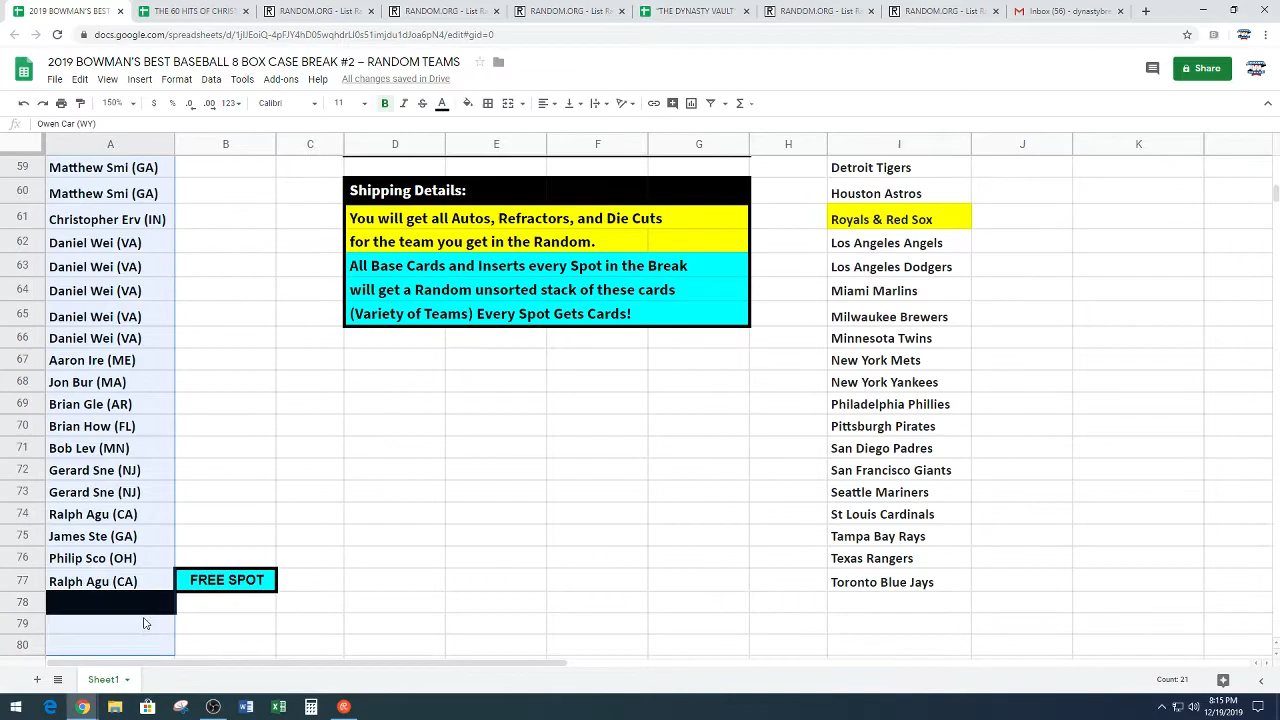 2019 BOWMAN'S BEST
THE 60 HITS OF CHRIST
RANDOM.ORG - List Ra
RANDOM.ORG - List Ra
RANDOM.ORG - List Re
"THE DYNASTY VAULT
RANDOM.ORG - List Ra
RANDOM.ORG - List Ra
Inbox (56) - dynastybre
docs.google.com/spreadsheets/d/1jUEoiQ-4pFJY4hD05wqhdrLl0s51imjdu1dJoa6pN4/edit#gid=0
2019 BOWMAN'S BEST BASEBALL 8 BOX CASE BREAK #2 – RANDOM TEAMS
File Edit View Insert Format Data Tools Add-ons Help All changes saved in Drive
Share
150% $ % .0 .00 123 Calibri 11 B I S A
fx Owen Car (WY)
A B C D E F G H I J K
59 Matthew Smi (GA) Detroit Tigers
Shipping Details:
60 Matthew Smi (GA) Houston Astros
61 Christopher Erv (IN) You will get all Autos, Refractors, and Die Cuts Royals & Red Sox
62 Daniel Wei (VA) for the team you get in the Random. Los Angeles Angels
63 Daniel Wei (VA) All Base Cards and Inserts every Spot in the Break Los Angeles Dodgers
64 Daniel Wei (VA) will get a Random unsorted stack of these cards Miami Marlins
65 Daniel Wei (VA) (Variety of Teams) Every Spot Gets Cards! Milwaukee Brewers
66 Daniel Wei (VA) Minnesota Twins
67 Aaron Ire (ME) New York Mets
68 Jon Bur (MA) New York Yankees
69 Brian Gle (AR) Philadelphia Phillies
70 Brian How (FL) Pittsburgh Pirates
71 Bob Lev (MN) San Diego Padres
72 Gerard Sne (NJ) San Francisco Giants
73 Gerard Sne (NJ) Seattle Mariners
74 Ralph Agu (CA) St Louis Cardinals
75 James Ste (GA) Tampa Bay Rays
76 Philip Sco (OH) Texas Rangers
77 Ralph Agu (CA) FREE SPOT Toronto Blue Jays
78
79
80
Sheet1
Count: 21
8:15 PM
12/19/2019